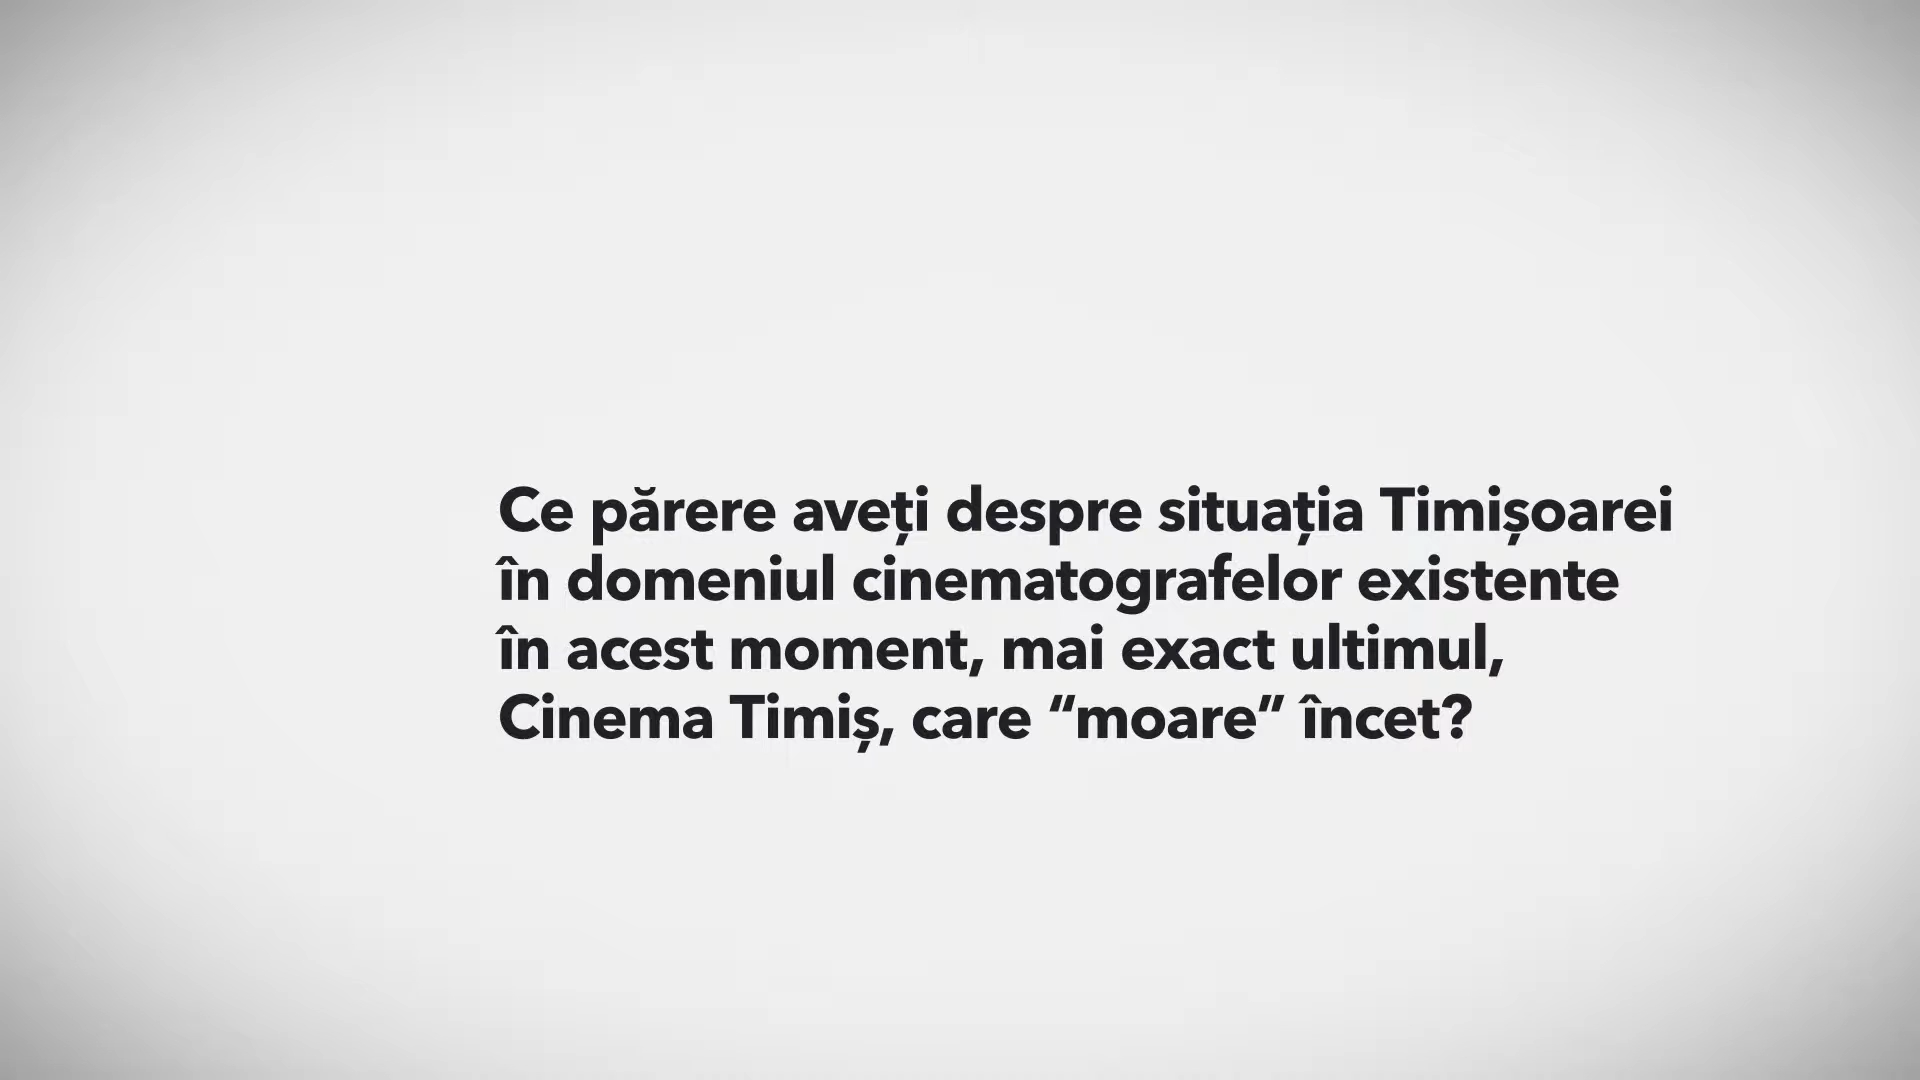 Ce părere aveți despre situația Timișoarei
în domeniul cinematografelor existente
în acest moment, mai exact ultimul,
Cinema Timiș, care “moare” încet?